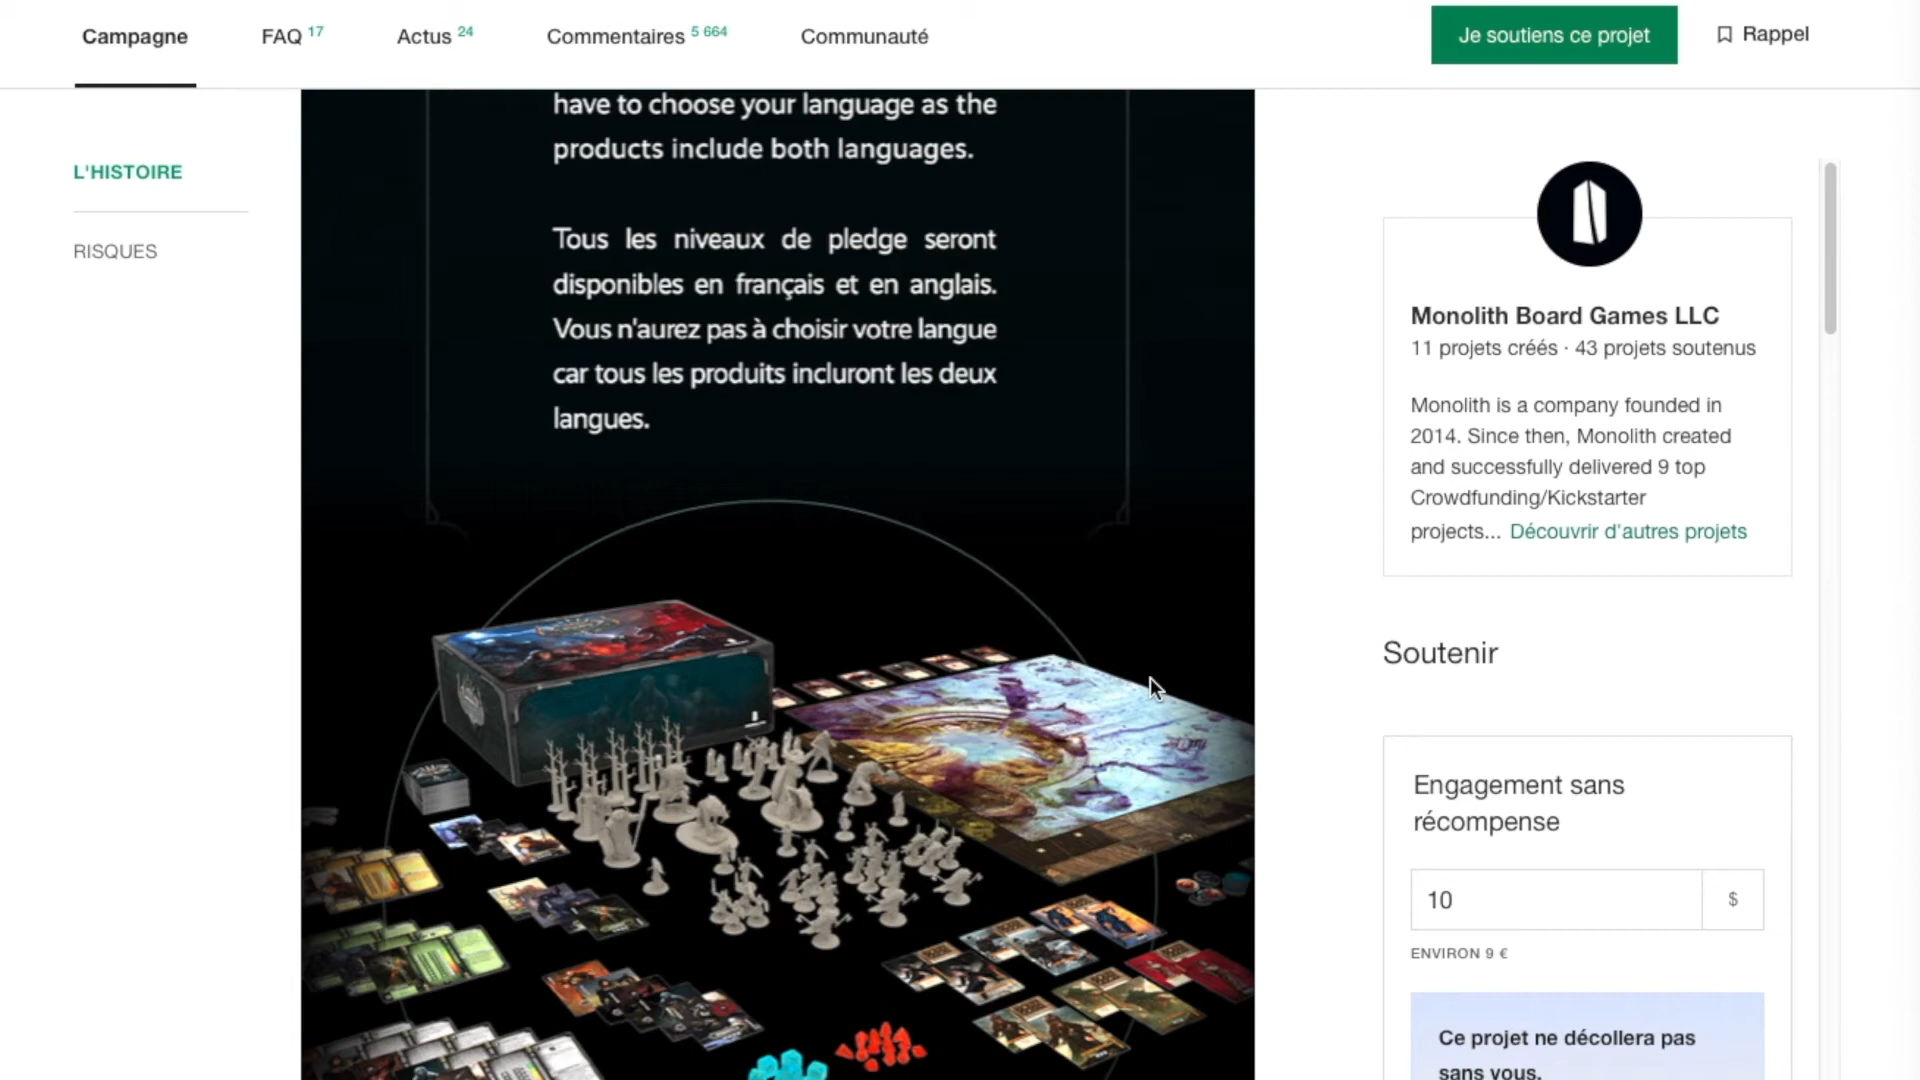 Campagne
FAQ 17
Actus 24
Commentaires 5 664
Communauté
Je soutiens ce projet
Rappel
L'HISTOIRE
RISQUES
have to choose your language as the
products include both languages.
Tous les niveaux de pledge seront
disponibles en français et en anglais.
Vous n'aurez pas à choisir votre langue
car tous les produits incluront les deux
langues.
Monolith Board Games LLC
11 projets créés · 43 projets soutenus
Monolith is a company founded in
2014. Since then, Monolith created
and successfully delivered 9 top
Crowdfunding/Kickstarter
projects... Découvrir d'autres projets
Soutenir
Engagement sans
récompense
10 $
ENVIRON 9 €
Ce projet ne décollera pas
sans vous.